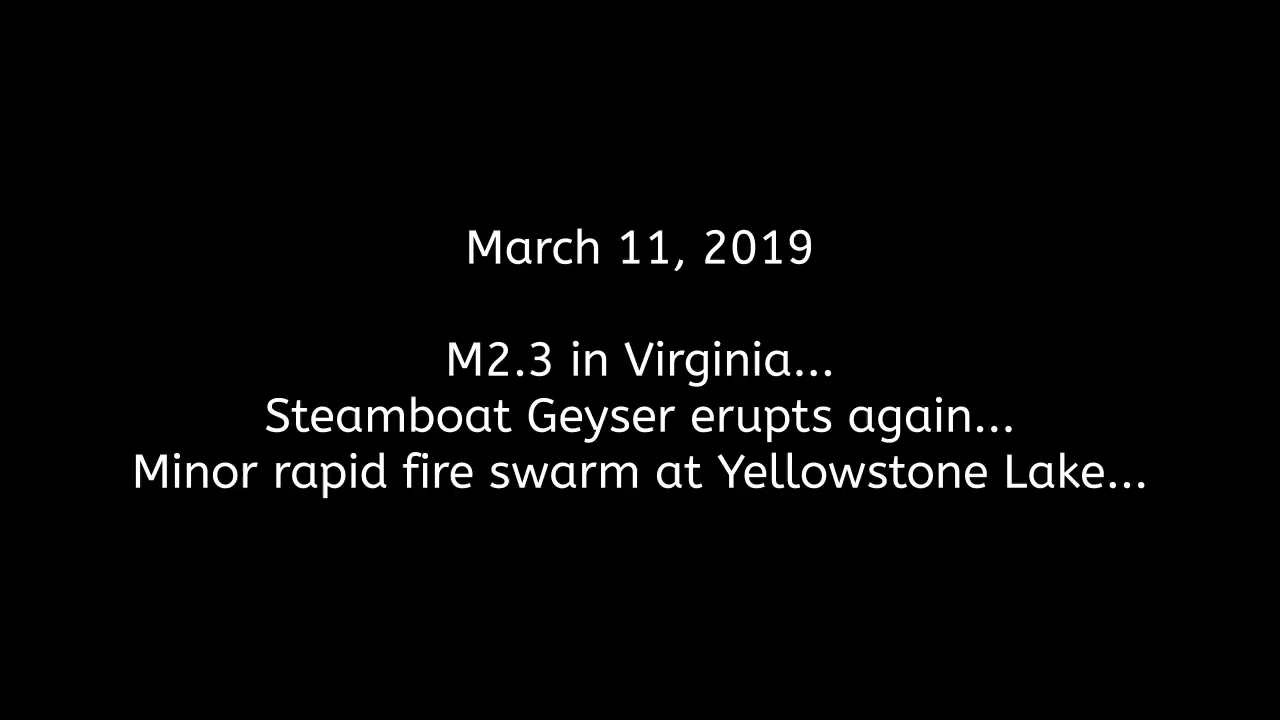 March 11, 2019
M2.3 in Virginia...
Steamboat Geyser erupts again...
Minor rapid fire swarm at Yellowstone Lake...